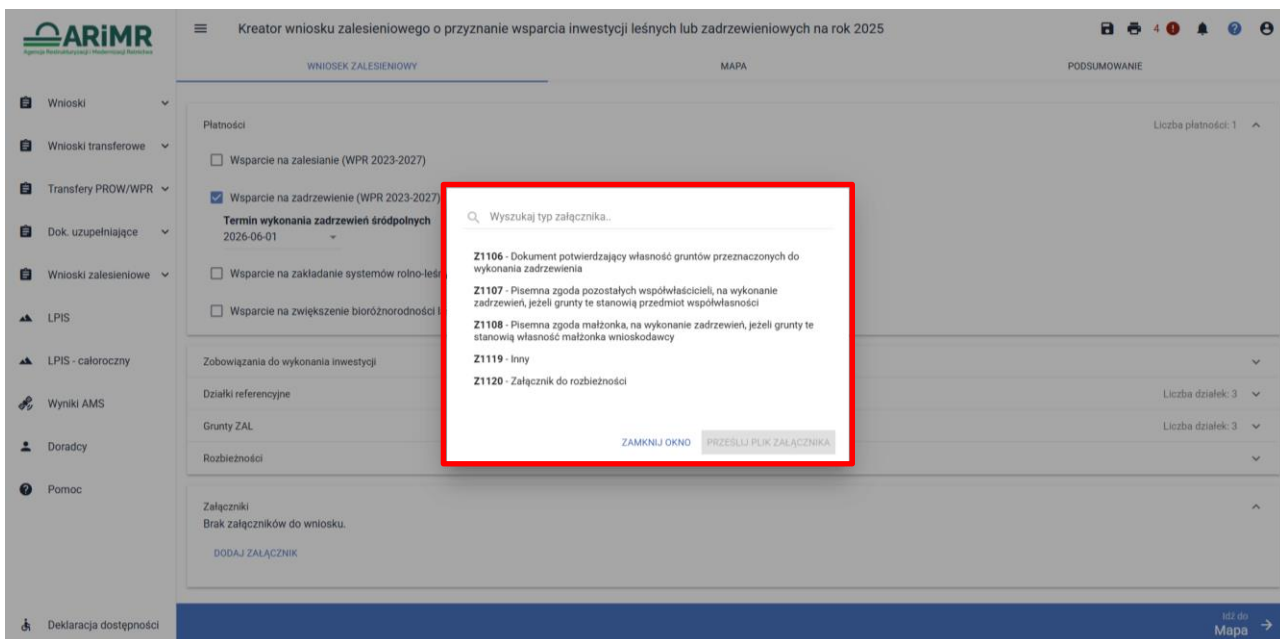 ARiMR
Agencja Restrukturyzacji i Modernizacji Rolnictwa
Kreator wniosku zalesieniowego o przyznanie wsparcia inwestycji leśnych lub zadrzewieniowych na rok 2025
4
WNIOSEK ZALESIENIOWY
MAPA
PODSUMOWANIE
Wnioski
Wnioski transferowe
Transfery PROW/WPR
Dok. uzupełniające
Wnioski zalesieniowe
LPIS
LPIS - całoroczny
Wyniki AMS
Doradcy
Pomoc
Deklaracja dostępności
Płatności
Liczba płatności: 1
Wsparcie na zalesianie (WPR 2023-2027)
Wsparcie na zadrzewienie (WPR 2023-2027)
Termin wykonania zadrzewień śródpolnych
2026-06-01
Wsparcie na zakładanie systemów
Wsparcie na zwiększenie bioróżnorodności
Wyszukaj typ załącznika..
Z1106 - Dokument potwierdzający własność gruntów przeznaczonych do
wykonania zadrzewienia
Z1107 - Pisemna zgoda pozostałych współwłaścicieli, na wykonanie
zadrzewień, jeżeli grunty te stanowią przedmiot współwłasności
Z1108 - Pisemna zgoda małżonka, na wykonanie zadrzewień, jeżeli grunty te
stanowią własność małżonka wnioskodawcy
Z1119 - Inny
Z1120 - Załącznik do rozbieżności
ZAMKNIJ OKNO
PRZEŚLIJ PLIK ZAŁĄCZNIKA
Zobowiązania do wykonania inwestycji
Działki referencyjne
Liczba działek: 3
Grunty ZAL
Liczba działek: 3
Rozbieżności
Załączniki
Brak załączników do wniosku.
DODAJ ZAŁĄCZNIK
Idź do
Mapa